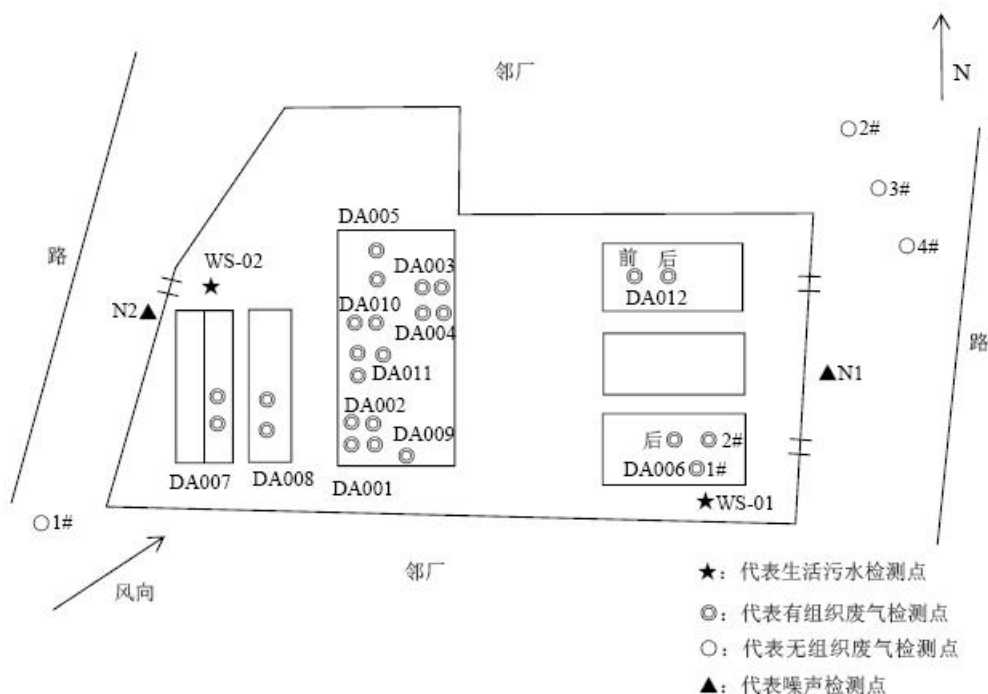 邻厂
N
2#
3#
4#
路
DA005
WS-02
DA003
前
后
DA010
DA012
N2
DA004
路
DA011
N1
DA002
DA009
后
2#
DA006
1#
DA007
DA008
DA001
WS-01
1#
邻厂
风向
★：代表生活污水检测点
◎：代表有组织废气检测点
○：代表无组织废气检测点
▲：代表噪声检测点